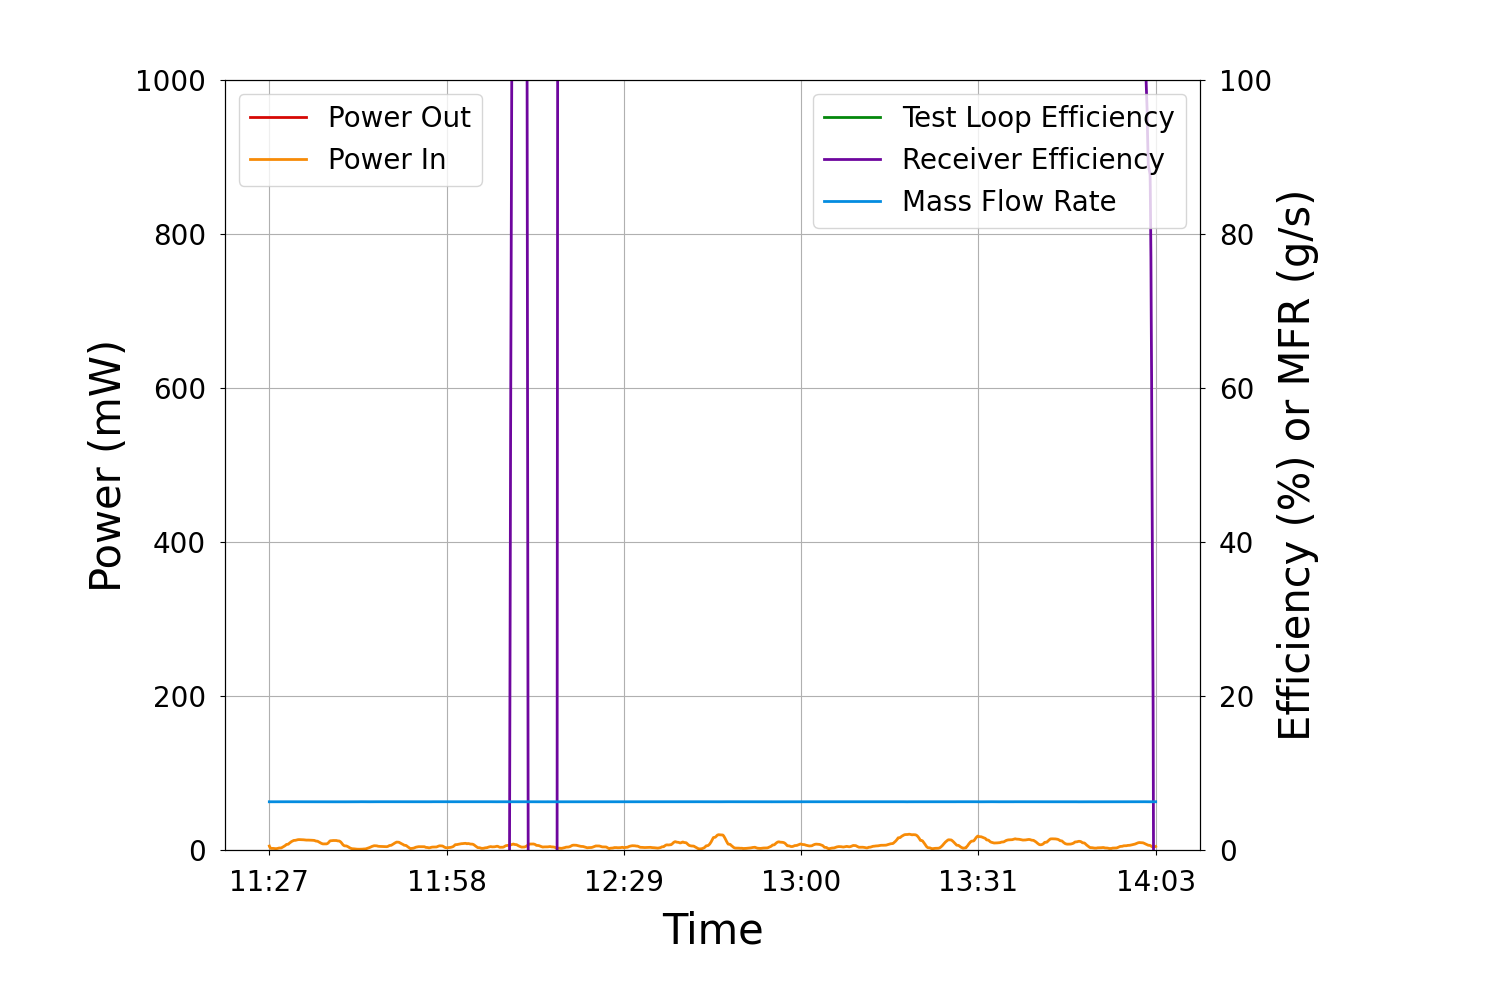 1000
800
600
400
200
0
Power (mW)
Power Out
Power In
Test Loop Efficiency
Receiver Efficiency
Mass Flow Rate
100
80
60
40
20
0
Efficiency (%) or MFR (g/s)
11:27 11:58 12:29 13:00 13:31 14:03
Time